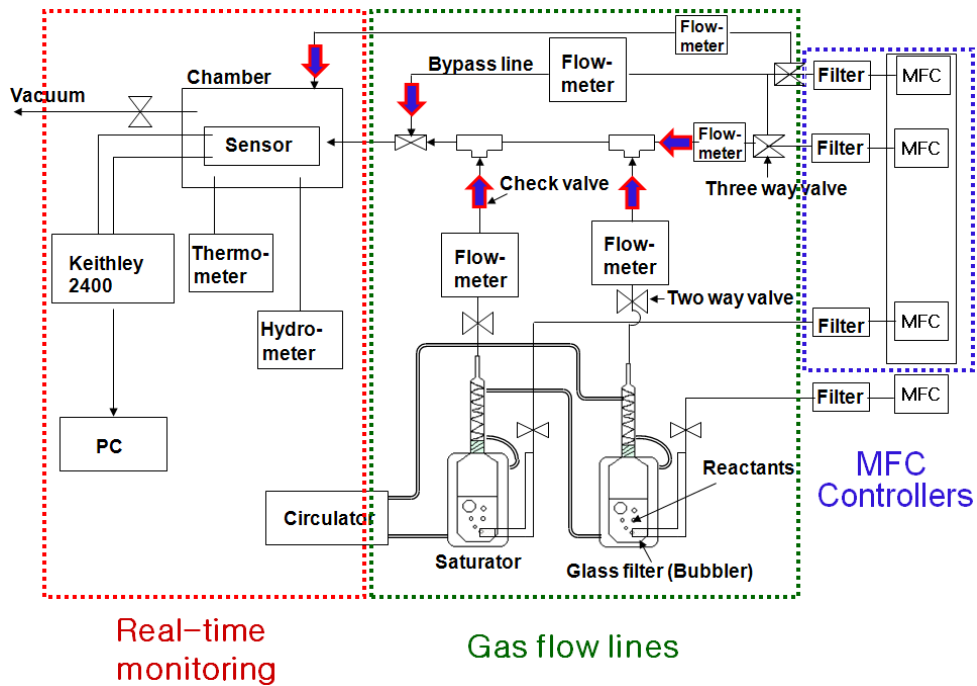 Flow-
meter
Chamber
Bypass line
Flow-
meter
Filter
MFC
Vacuum
Sensor
Flow-
meter
Filter
MFC
Check valve
Three way valve
Keithley
2400
Thermo-
meter
Flow-
meter
Flow-
meter
Two way valve
Hydro-
meter
Filter
MFC
Filter
MFC
PC
Reactants
MFC
Controllers
Circulator
Saturator
Glass filter (Bubbler)
Real-time
monitoring
Gas flow lines